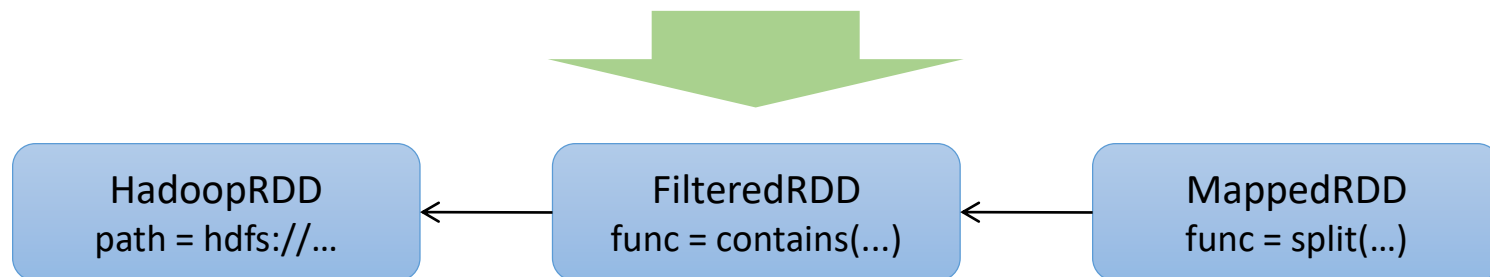 HadoopRDD
path = hdfs://…
FilteredRDD
func = contains(...)
MappedRDD
func = split(…)